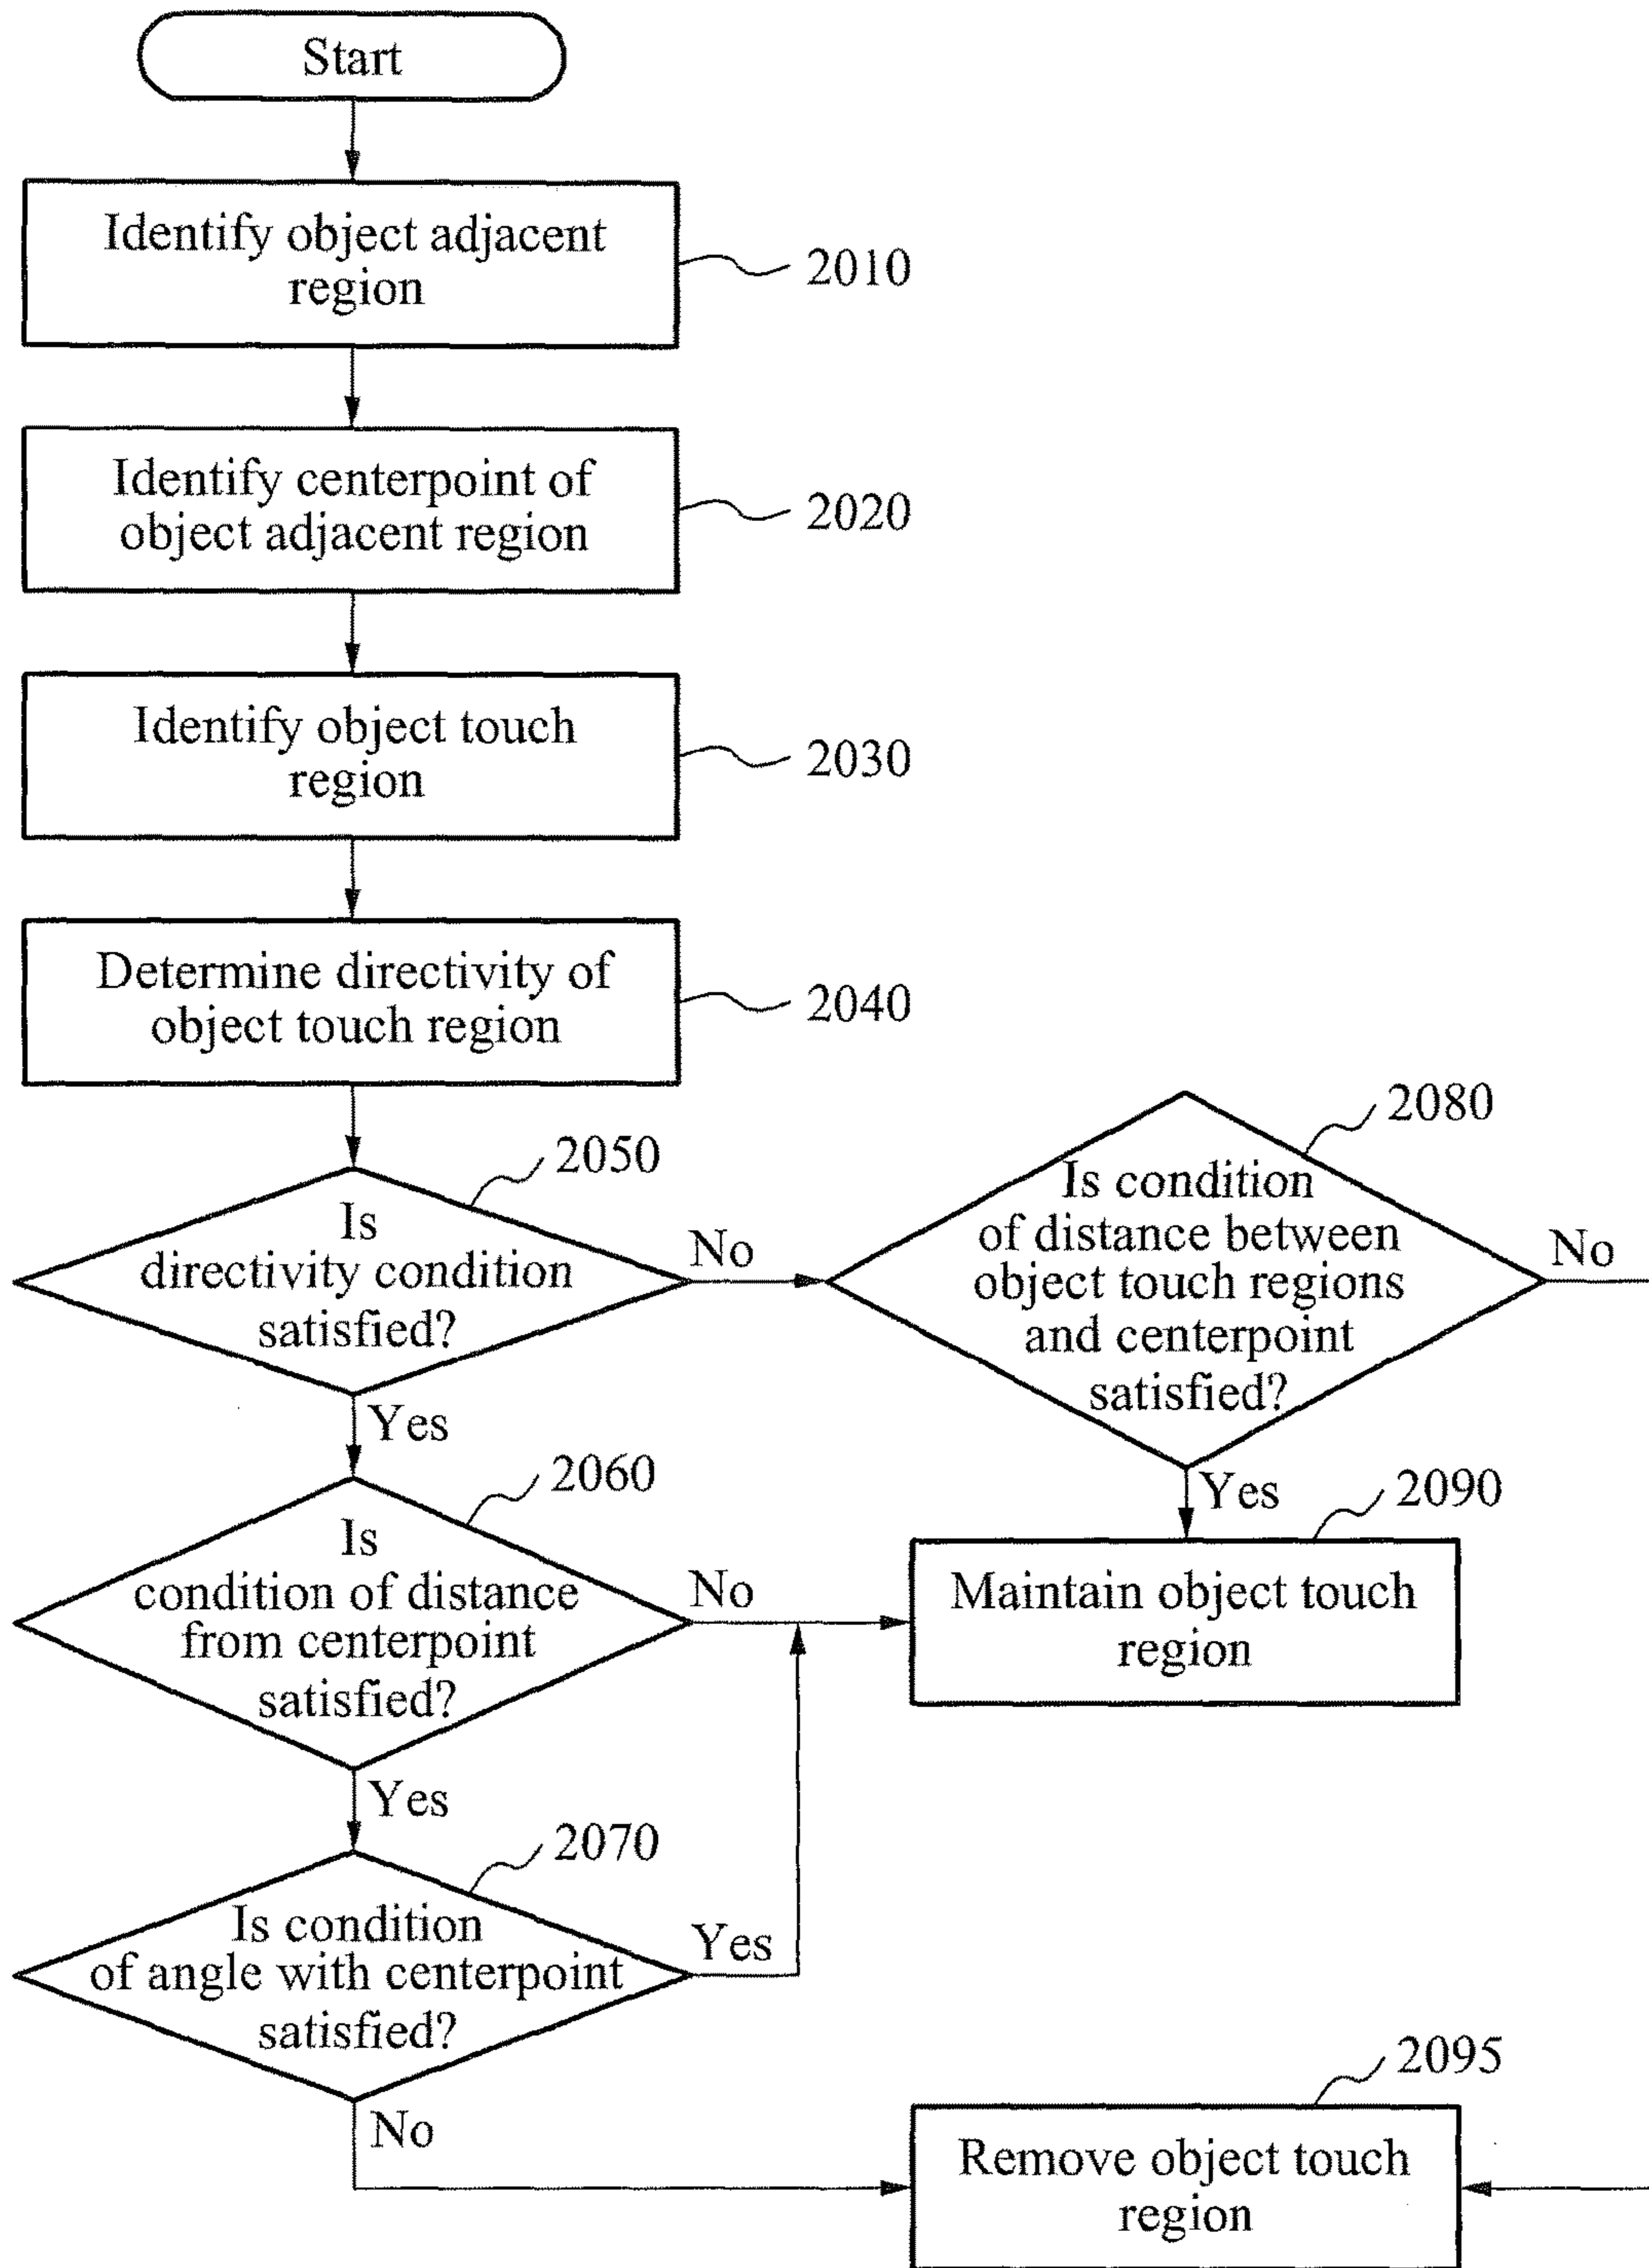 Start
Identify object adjacent
region
2010
Identify centerpoint of
object adjacent region
2020
Identify object touch
region
2030
Determine directivity of
object touch region
2040
2050
Is
directivity condition
satisfied?
No
Yes
2080
Is condition
of distance between
object touch regions
and centerpoint
satisfied?
No
Yes
2060
Is
condition of distance
from centerpoint
satisfied?
No
Yes
2090
Maintain object touch
region
2070
Is condition
of angle with centerpoint
satisfied?
Yes
No
2095
Remove object touch
region